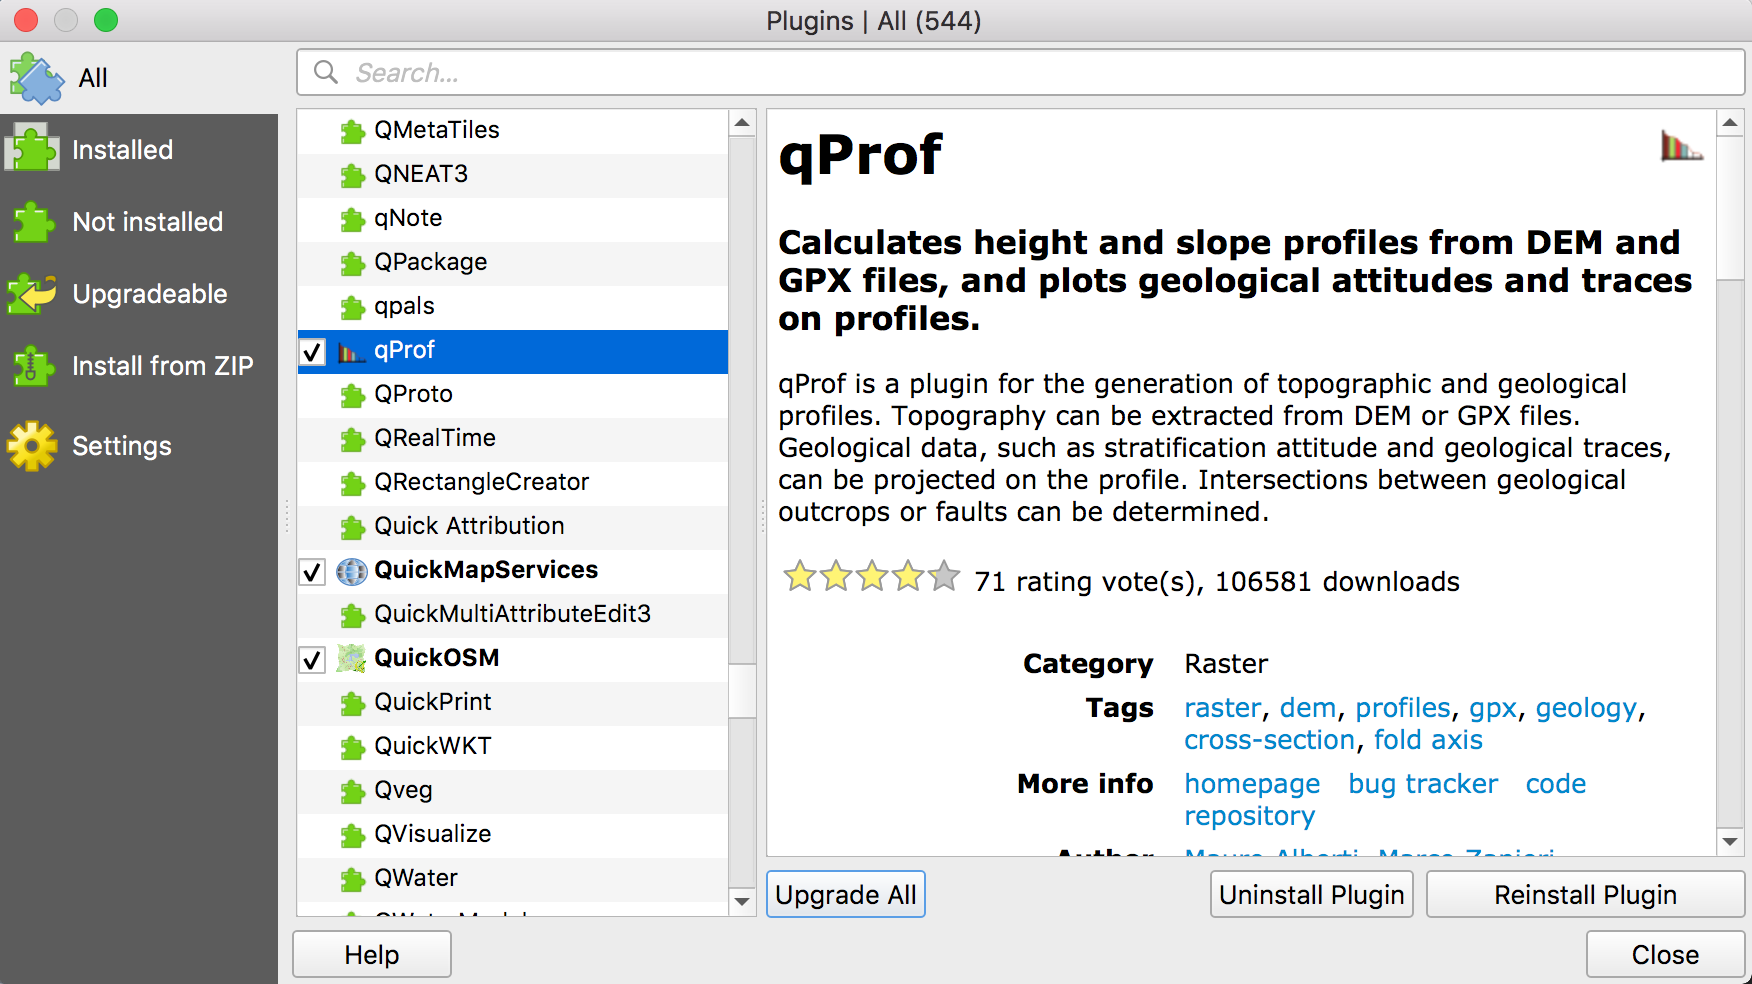 Plugins | All (544)
All
Installed
Not installed
Upgradeable
Install from ZIP
Settings
Search...
QMetaTiles
QNEAT3
qNote
QPackage
qpals
qProf
QProto
QRealTime
QRectangleCreator
Quick Attribution
QuickMapServices
QuickMultiAttributeEdit3
QuickOSM
QuickPrint
QuickWKT
Qveg
QVisualize
QWater
qProf
Calculates height and slope profiles from DEM and
GPX files, and plots geological attitudes and traces
on profiles.
qProf is a plugin for the generation of topographic and geological
profiles. Topography can be extracted from DEM or GPX files.
Geological data, such as stratification attitude and geological traces,
can be projected on the profile. Intersections between geological
outcrops or faults can be determined.
71 rating vote(s), 106581 downloads
Category Raster
Tags raster, dem, profiles, gpx, geology,
cross-section, fold axis
More info homepage bug tracker code
repository
Author Mauro Alberti, Marco Zanieri
Upgrade All
Uninstall Plugin
Reinstall Plugin
Help
Close